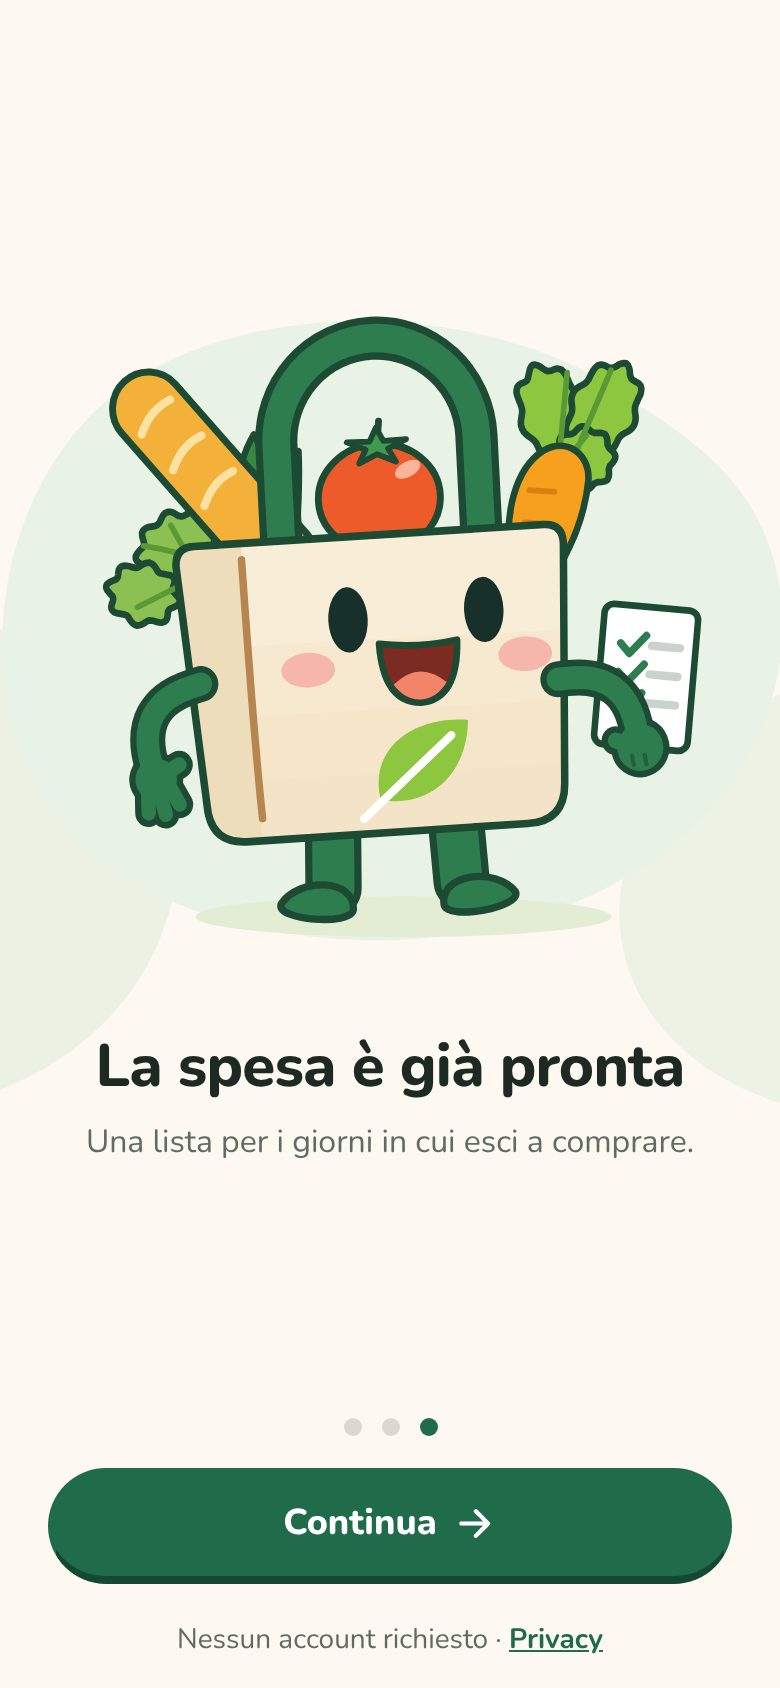 La spesa è già pronta
Una lista per i giorni in cui esci a comprare.
Continua
Nessun account richiesto · Privacy